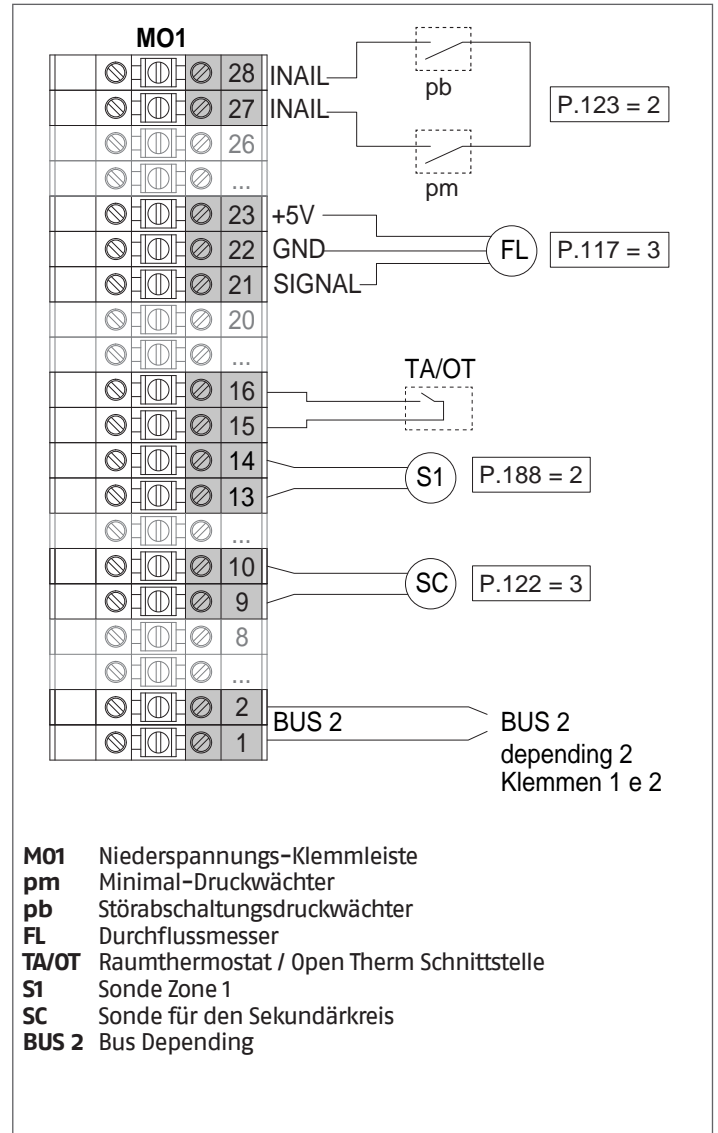 MO1
28 INAIL
27 INAIL
pb
P.123 = 2
26
...
pm
23 +5V
22 GND
FL
P.117 = 3
21 SIGNAL
20
...
TA/OT
16
15
14
S1
P.188 = 2
13
...
10
SC
P.122 = 3
9
8
...
2
BUS 2
BUS 2
1
depending 2
Klemmen 1 e 2
M01 Niederspannungs-Klemmleiste
pm Minimal-Druckwächter
pb Störabschaltungsdruckwächter
FL Durchflussmesser
TA/OT Raumthermostat / Open Therm Schnittstelle
S1 Sonde Zone 1
SC Sonde für den Sekundärkreis
BUS 2 Bus Depending